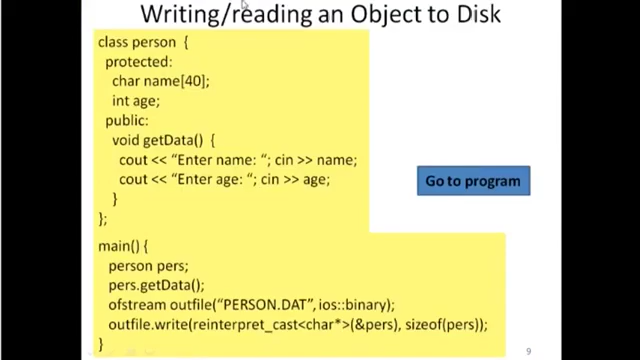 Writing/reading an Object to Disk
class person {
protected:
char name[40];
int age;
public:
void getData() {
cout << “Enter name: “; cin >> name;
cout << “Enter age: “; cin >> age;
}
};
Go to program
main() {
person pers;
pers.getData();
ofstream outfile(“PERSON.DAT”, ios::binary);
outfile.write(reinterpret_cast<char*>(&pers), sizeof(pers));
}
9